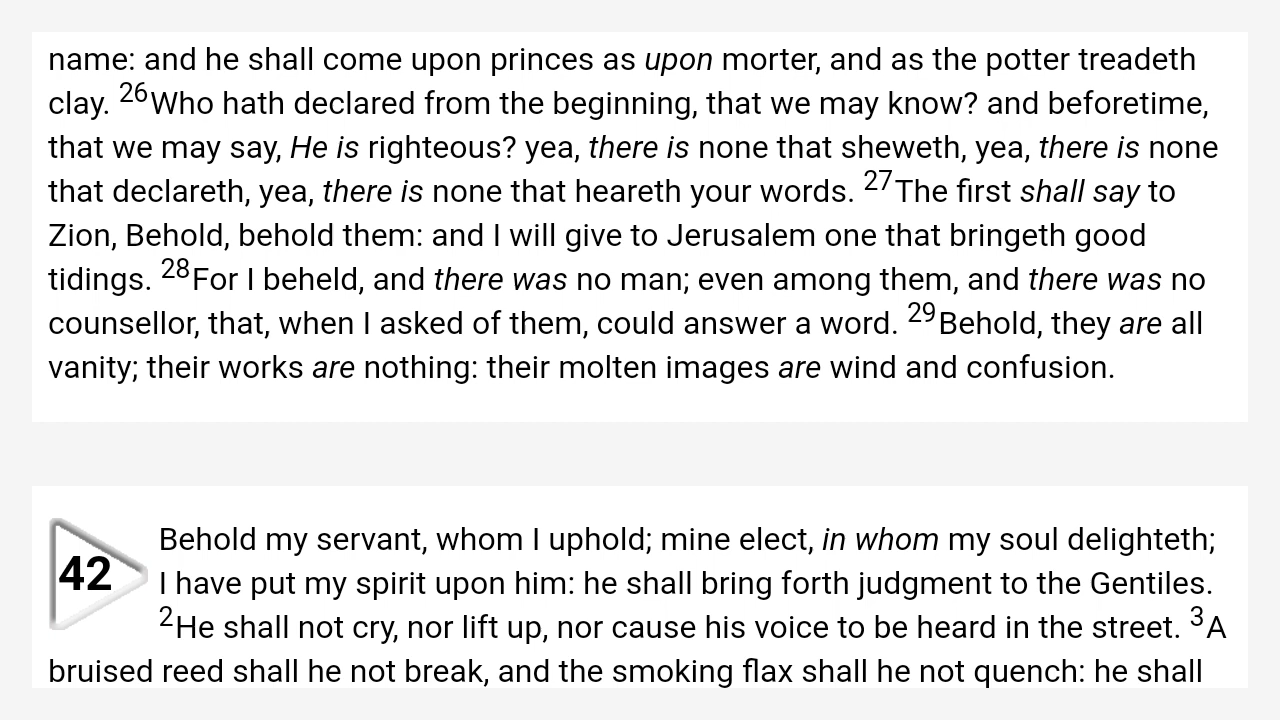 name: and he shall come upon princes as upon morter, and as the potter treadeth
clay. 26Who hath declared from the beginning, that we may know? and beforetime,
that we may say, He is righteous? yea, there is none that sheweth, yea, there is none
that declareth, yea, there is none that heareth your words. 27The first shall say to
Zion, Behold, behold them: and I will give to Jerusalem one that bringeth good
tidings. 28For I beheld, and there was no man; even among them, and there was no
counsellor, that, when I asked of them, could answer a word. 29Behold, they are all
vanity; their works are nothing: their molten images are wind and confusion.
42
Behold my servant, whom I uphold; mine elect, in whom my soul delighteth;
I have put my spirit upon him: he shall bring forth judgment to the Gentiles.
2He shall not cry, nor lift up, nor cause his voice to be heard in the street. 3A
bruised reed shall he not break, and the smoking flax shall he not quench: he shall